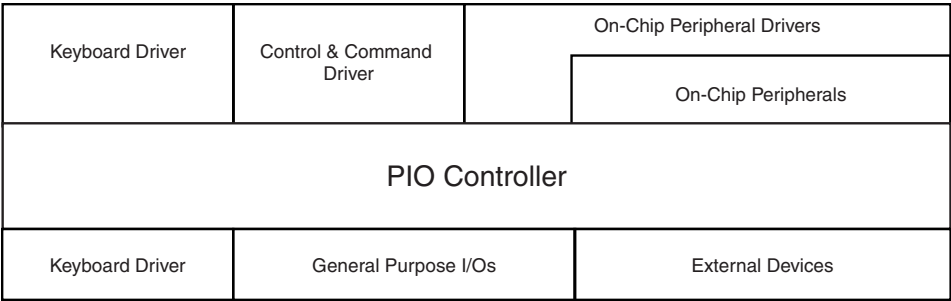 On-Chip Peripheral Drivers
Keyboard Driver
Control & Command
Driver
On-Chip Peripherals
PIO Controller
Keyboard Driver
General Purpose I/Os
External Devices